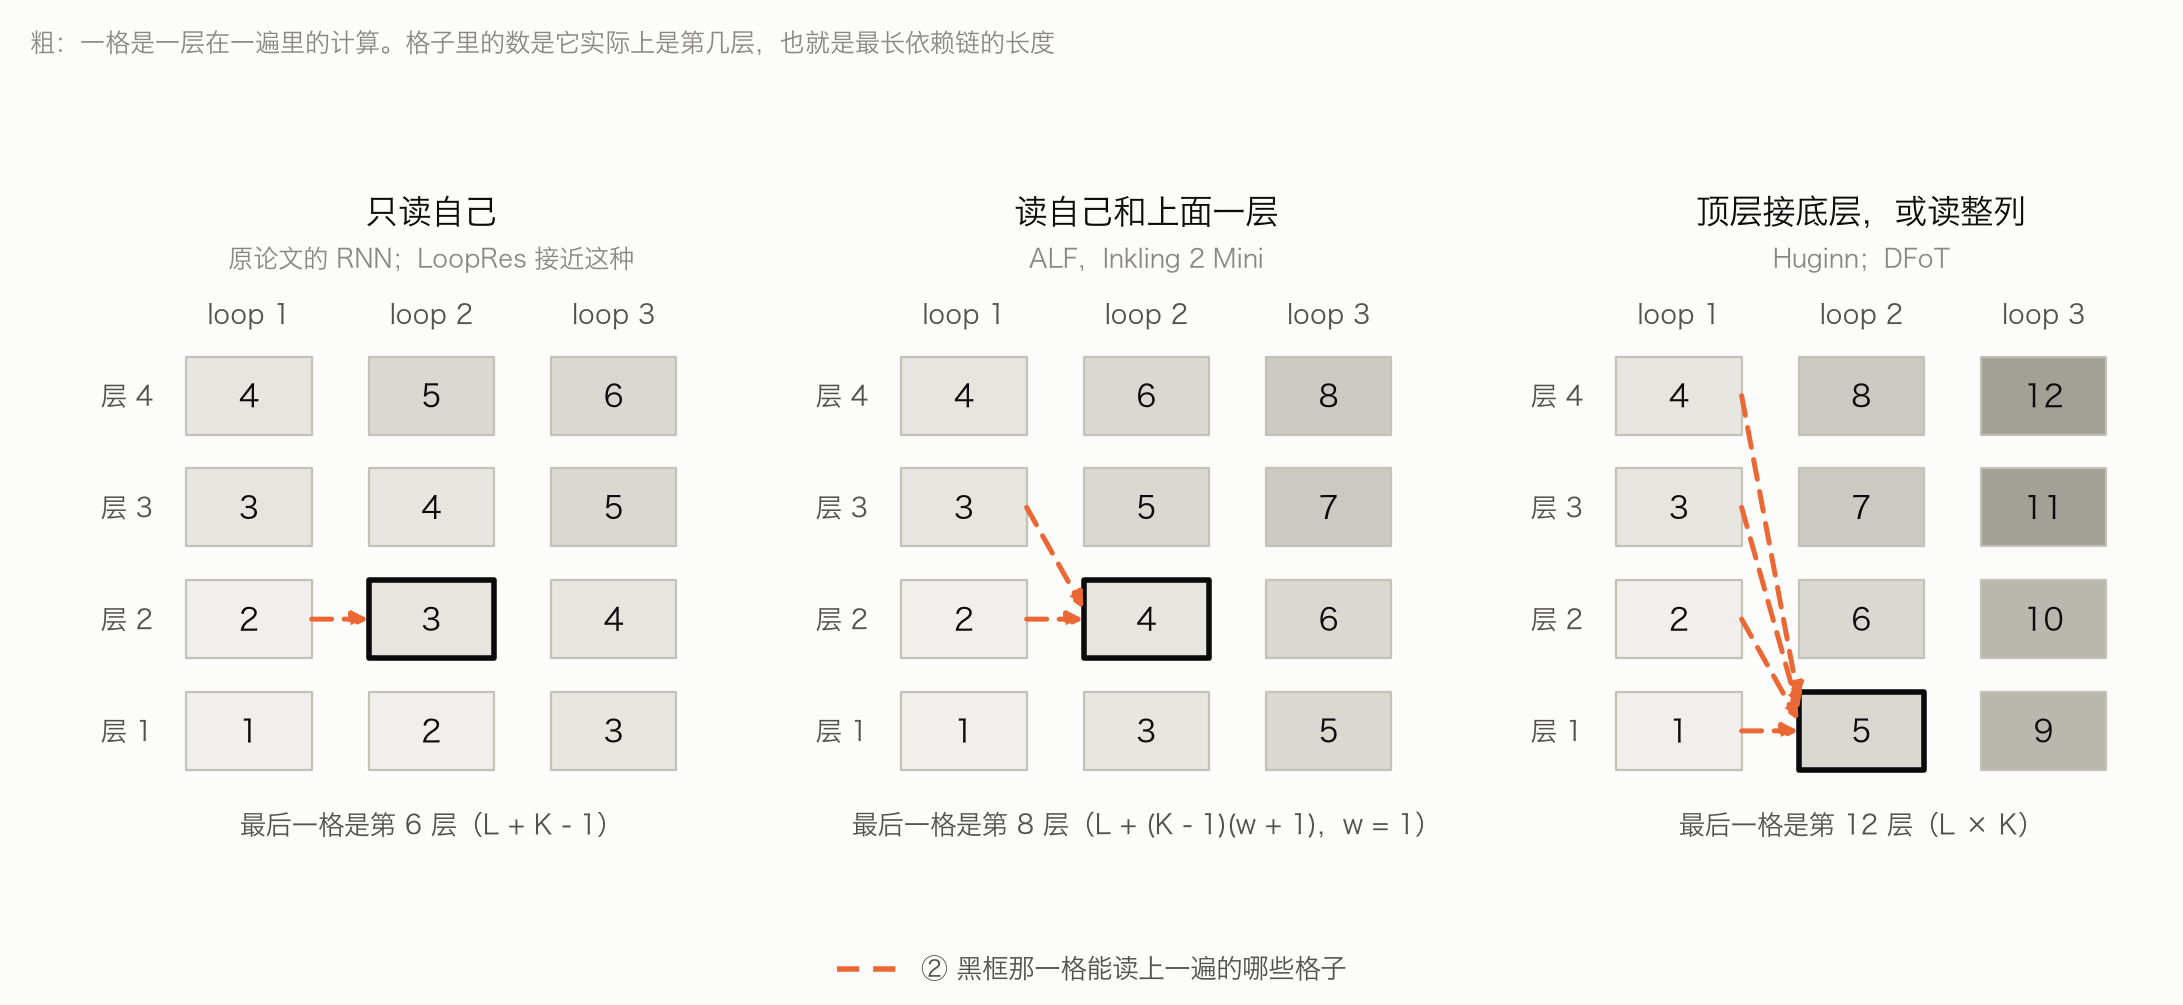 粗：一格是一层在一遍里的计算。格子里的数是它实际上是第几层，也就是最长依赖链的长度
只读自己
原论文的 RNN；LoopRes 接近这种
loop 1 loop 2 loop 3
层 4 4 5 6
层 3 3 4 5
层 2 2 3 4
层 1 1 2 3
最后一格是第 6 层（L + K - 1）
读自己和上面一层
ALF，Inkling 2 Mini
loop 1 loop 2 loop 3
层 4 4 6 8
层 3 3 5 7
层 2 2 4 6
层 1 1 3 5
最后一格是第 8 层（L + (K - 1)(w + 1)，w = 1）
顶层接底层，或读整列
Huginn；DFoT
loop 1 loop 2 loop 3
层 4 4 8 12
层 3 3 7 11
层 2 2 6 10
层 1 1 5 9
最后一格是第 12 层（L × K）
② 黑框那一格能读上一遍的哪些格子